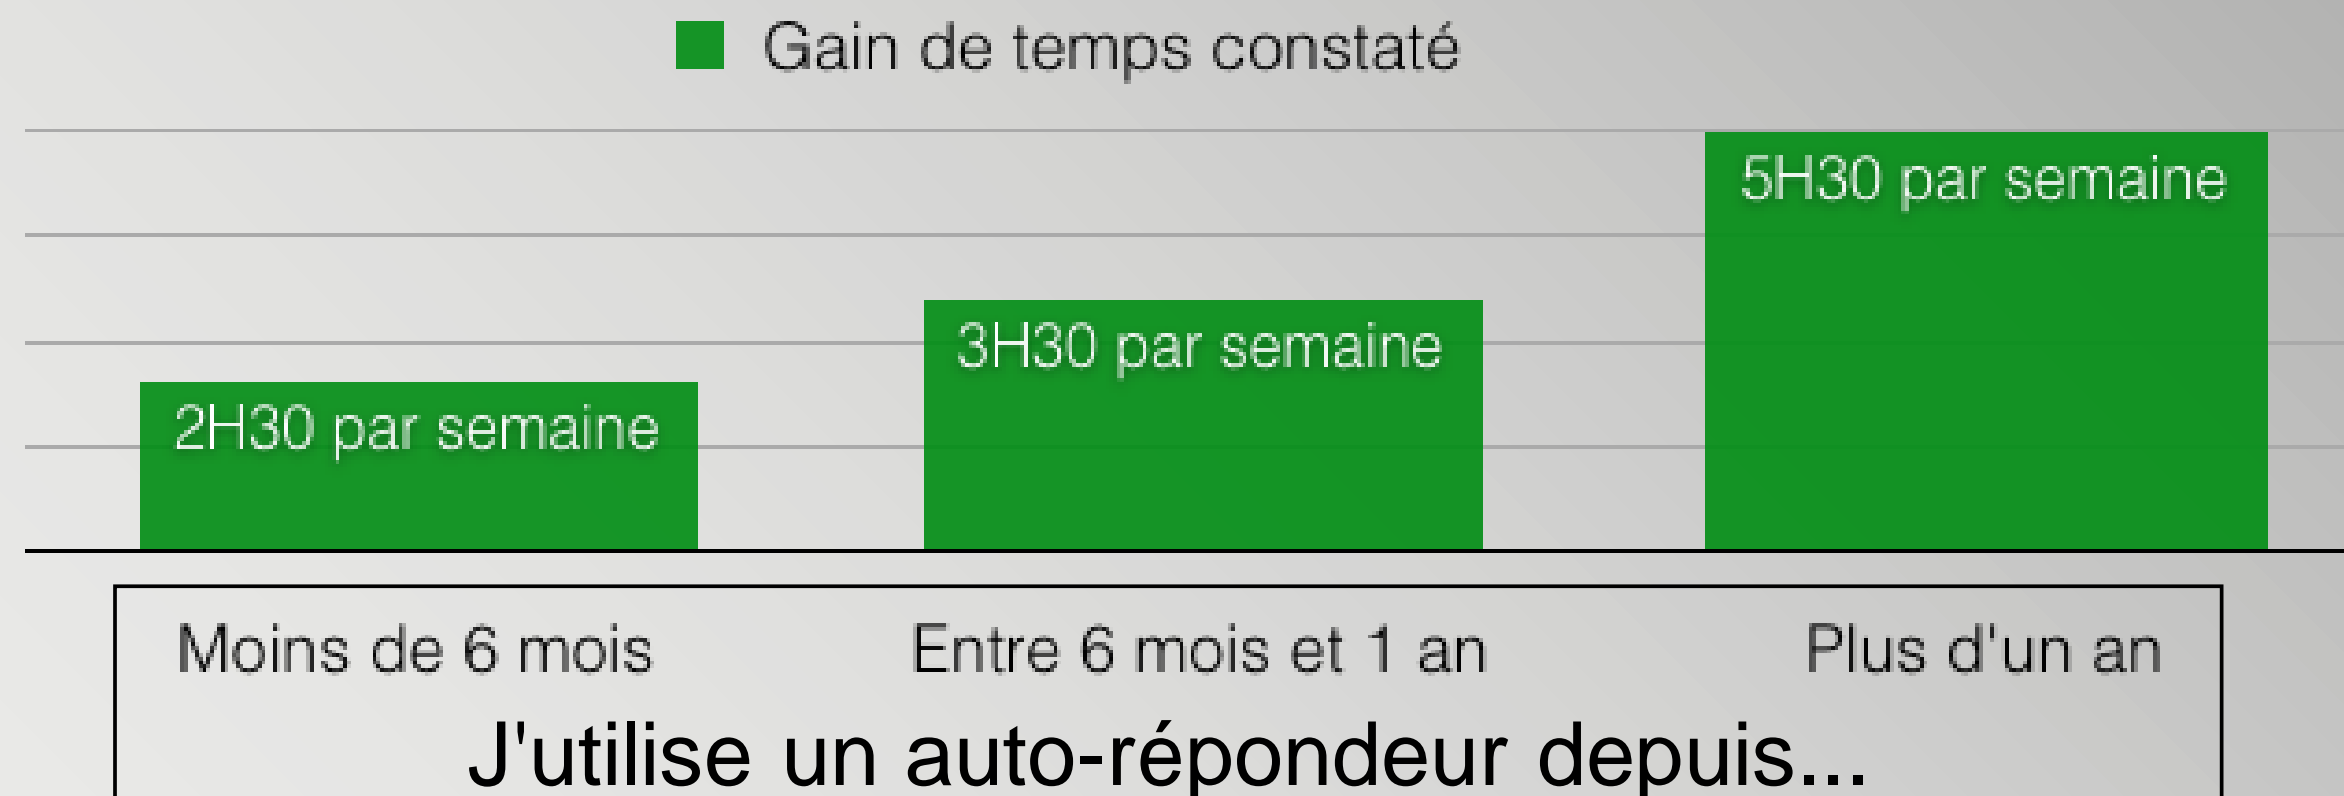 Gain de temps constaté
5H30 par semaine
3H30 par semaine
2H30 par semaine
Moins de 6 mois
Entre 6 mois et 1 an
Plus d'un an
J'utilise un auto-répondeur depuis...